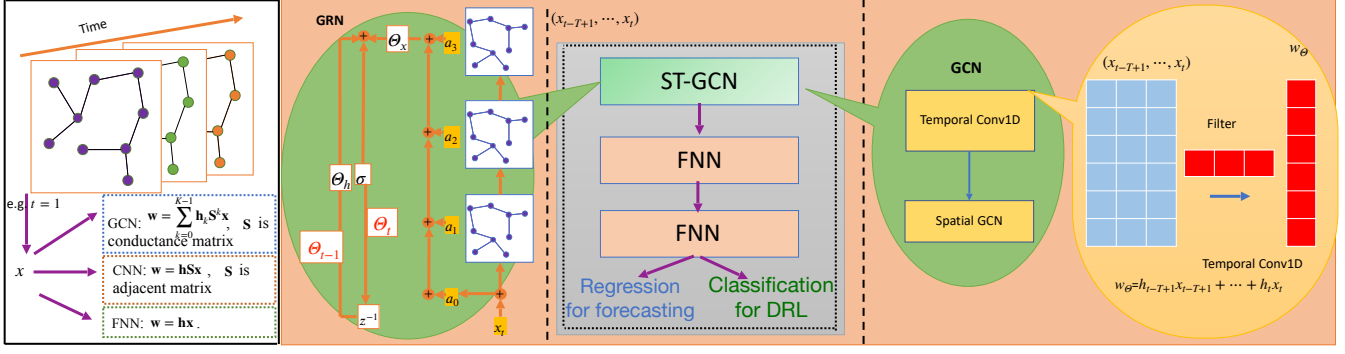 Time
e.g. t = 1
x
GCN: w = ∑_{k=0}^{K−1} h_k S^k x, S is
conductance matrix
CNN: w = hSx , S is
adjacent matrix
FNN: w = hx .
GRN
Θ_x
a_3
a_2
a_1
a_0
Θ_h
σ
Θ_t
Θ_{t−1}
z^{−1}
x_t
(x_{t−T+1}, ⋯, x_t)
ST-GCN
FNN
FNN
Regression
for forecasting
Classification
for DRL
GCN
Temporal Conv1D
Spatial GCN
(x_{t−T+1}, ⋯, x_t)
Filter
w_Θ
Temporal Conv1D
w_Θ=h_{t−T+1}x_{t−T+1} + ⋯ + h_t x_t